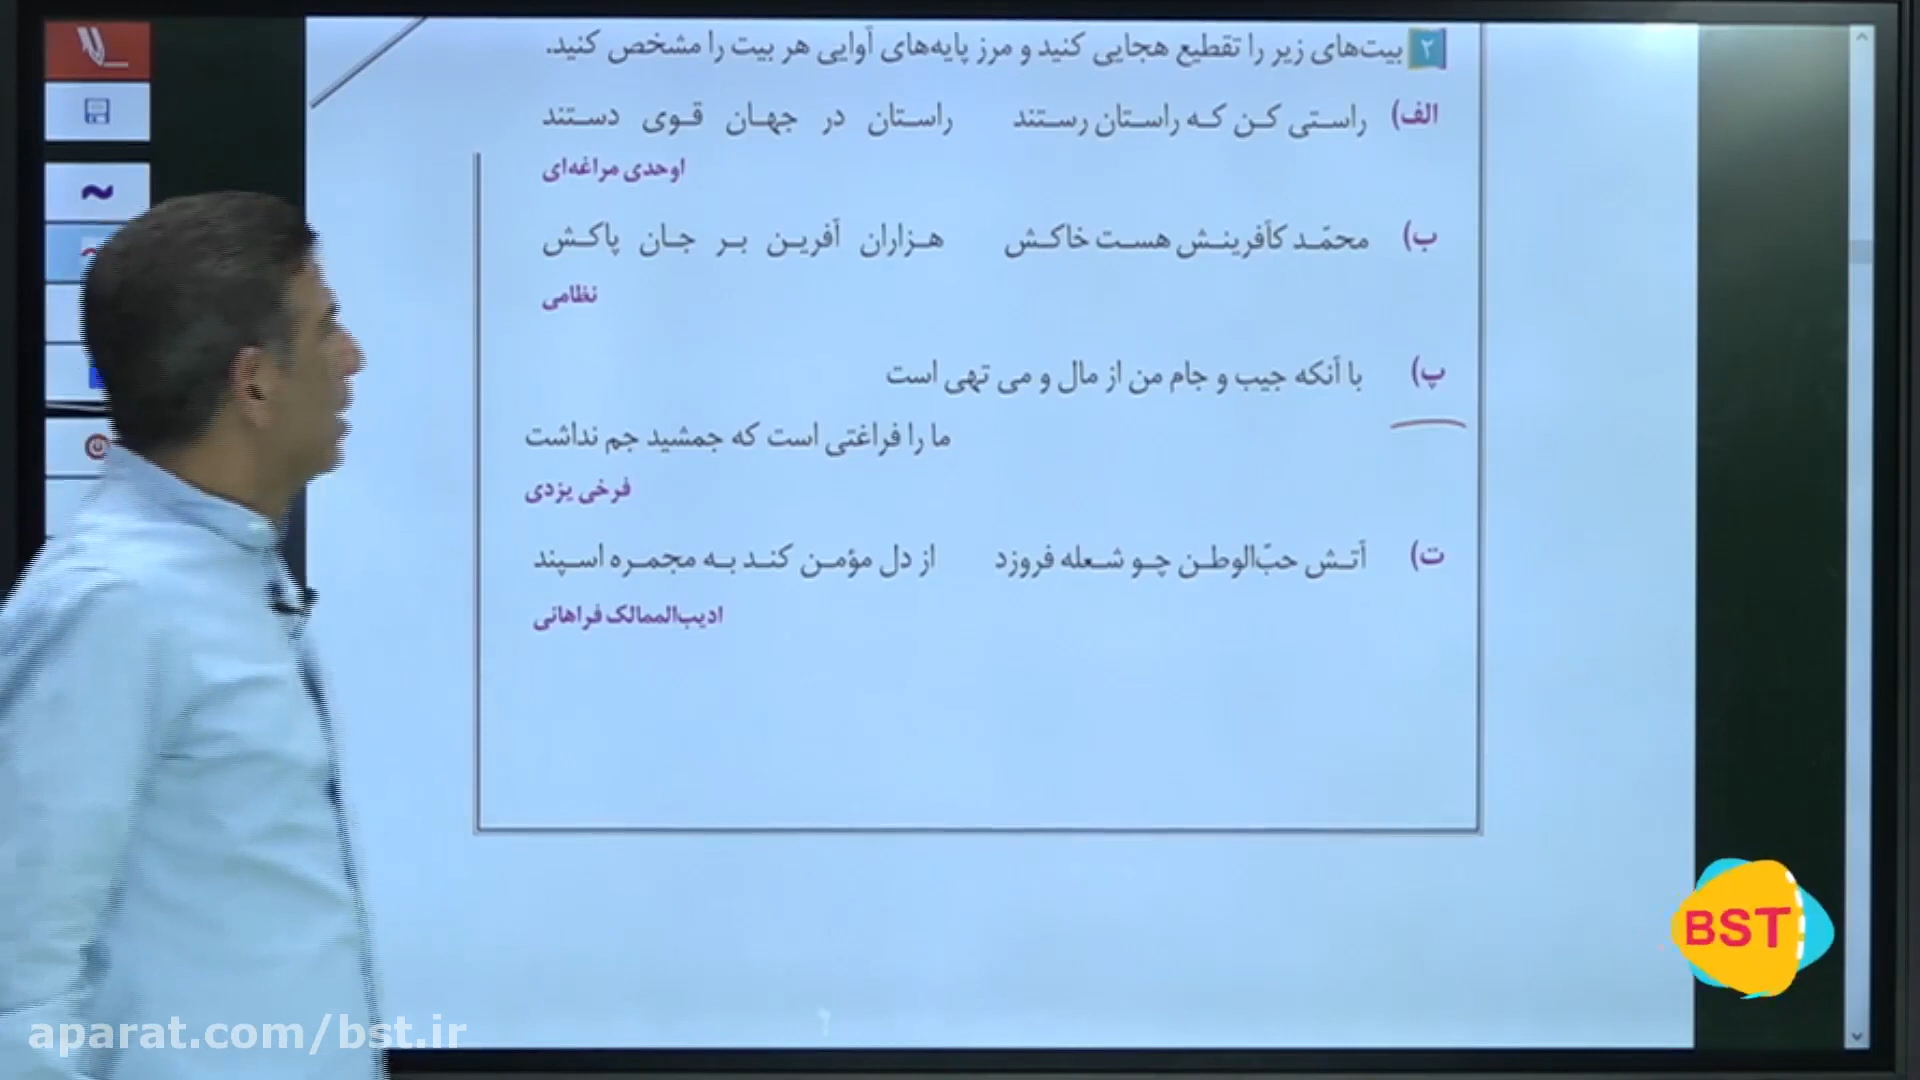 ۲ بیت‌های زیر را تقطیع هجایی کنید و مرز پایه‌های آوایی هر بیت را مشخص کنید.
الف) راستی کن که راستان رستند راستان در جهان قوی دستند
اوحدی مراغه‌ای
ب) محمّد کآفرینش هست خاکش هزاران آفرین بر جان پاکش
نظامی
پ) با آنکه جیب و جام من از مال و می تهی است
ما را فراغتی است که جمشید جم نداشت
فرخی یزدی
ت) آتش حبّ‌الوطن چو شعله فروزد از دل مؤمن کند به مجمره اسپند
ادیب‌الممالک فراهانی
BST
aparat.com/bst.ir